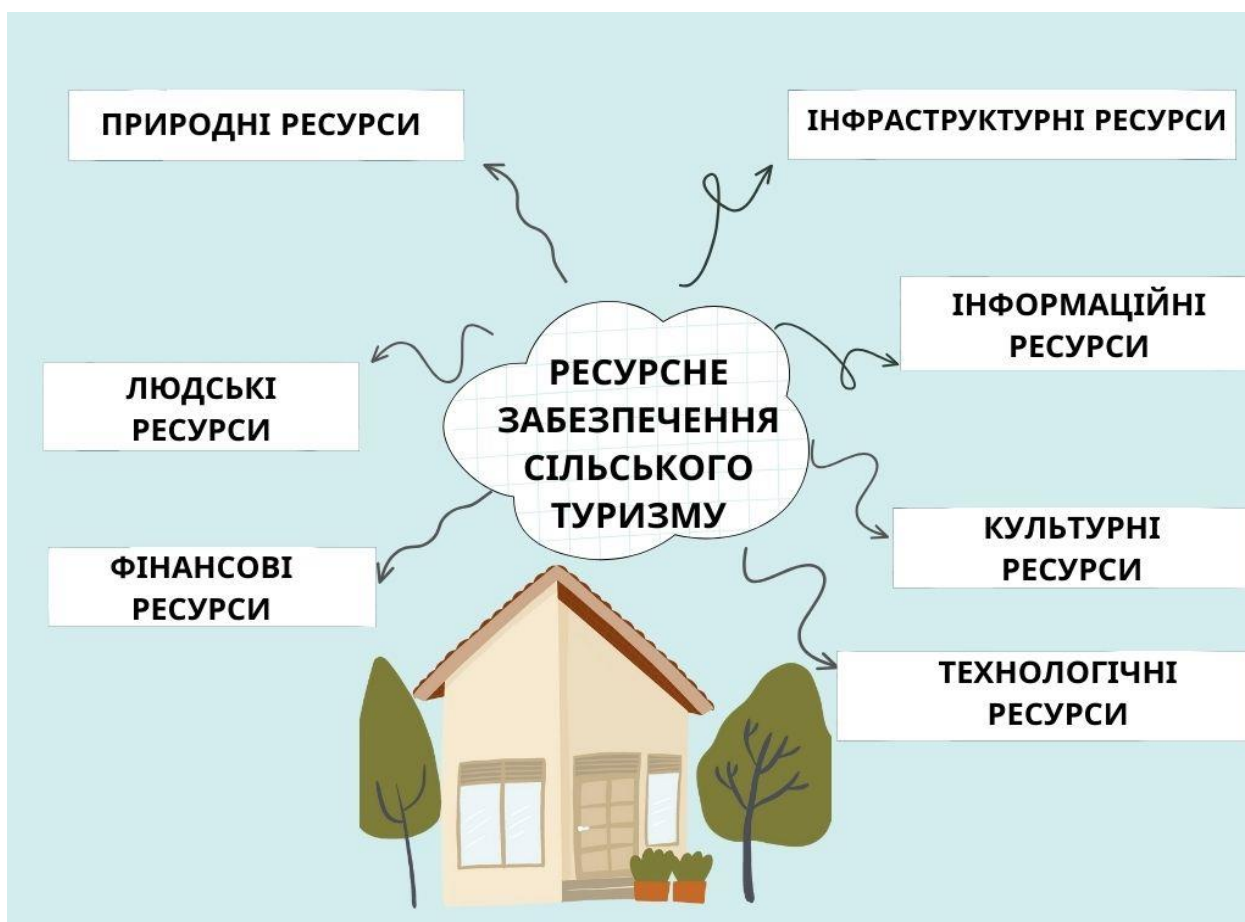 ПРИРОДНІ РЕСУРСИ
ІНФРАСТРУКТУРНІ РЕСУРСИ
ІНФОРМАЦІЙНІ
РЕСУРСИ
РЕСУРСНЕ
ЗАБЕЗПЕЧЕННЯ
СІЛЬСЬКОГО
ТУРИЗМУ
ЛЮДСЬКІ
РЕСУРСИ
КУЛЬТУРНІ
РЕСУРСИ
ФІНАНСОВІ
РЕСУРСИ
ТЕХНОЛОГІЧНІ
РЕСУРСИ